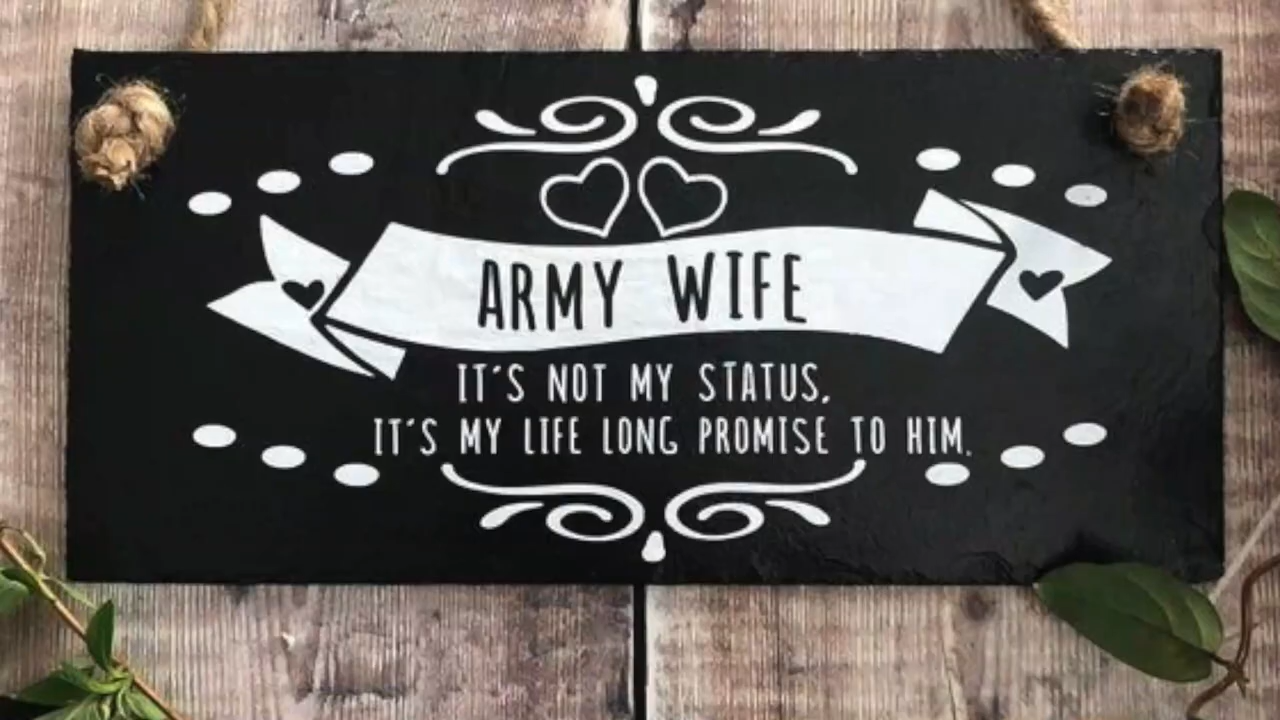 ARMY WIFE
IT'S NOT MY STATUS,
IT'S MY LIFE LONG PROMISE TO HIM.